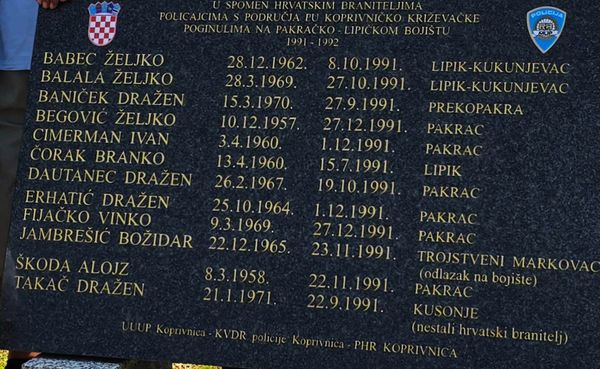 U SPOMEN HRVATSKIM BRANITELJIMA
POLICAJCIMA S PODRUČJA PU KOPRIVNIČKO KRIŽEVAČKE
POGINULIMA NA PAKRAČKO - LIPIČKOM BOJIŠTU
1991 - 1992
POLICIJA
BABEC ŽELJKO 28.12.1962. 8.10.1991. LIPIK-KUKUNJEVAC
BALALA ŽELJKO 28.3.1969. 27.10.1991. LIPIK-KUKUNJEVAC
BANIČEK DRAŽEN 15.3.1970. 27.9.1991. PREKOPAKRA
BEGOVIĆ ŽELJKO 10.12.1957. 27.12.1991. PAKRAC
CIMERMAN IVAN 3.4.1960. 1.12.1991. PAKRAC
ČORAK BRANKO 13.4.1960. 15.7.1991. LIPIK
DAUTANEC DRAŽEN 26.2.1967. 19.10.1991. PAKRAC
ERHATIĆ DRAŽEN 25.10.1964. 1.12.1991. PAKRAC
FIJAČKO VINKO 9.3.1969. 27.12.1991. PAKRAC
JAMBREŠIĆ BOŽIDAR 22.12.1965. 23.11.1991. TROJSTVENI MARKOVAC
(odlazak na bojište)
ŠKODA ALOJZ 8.3.1958. 22.11.1991. PAKRAC
TAKAČ DRAŽEN 21.1.1971. 22.9.1991. KUSONJE
(nestali hrvatski branitelj)
UUUP Koprivnica - KVDR policije Koprivnica - PHR KOPRIVNICA